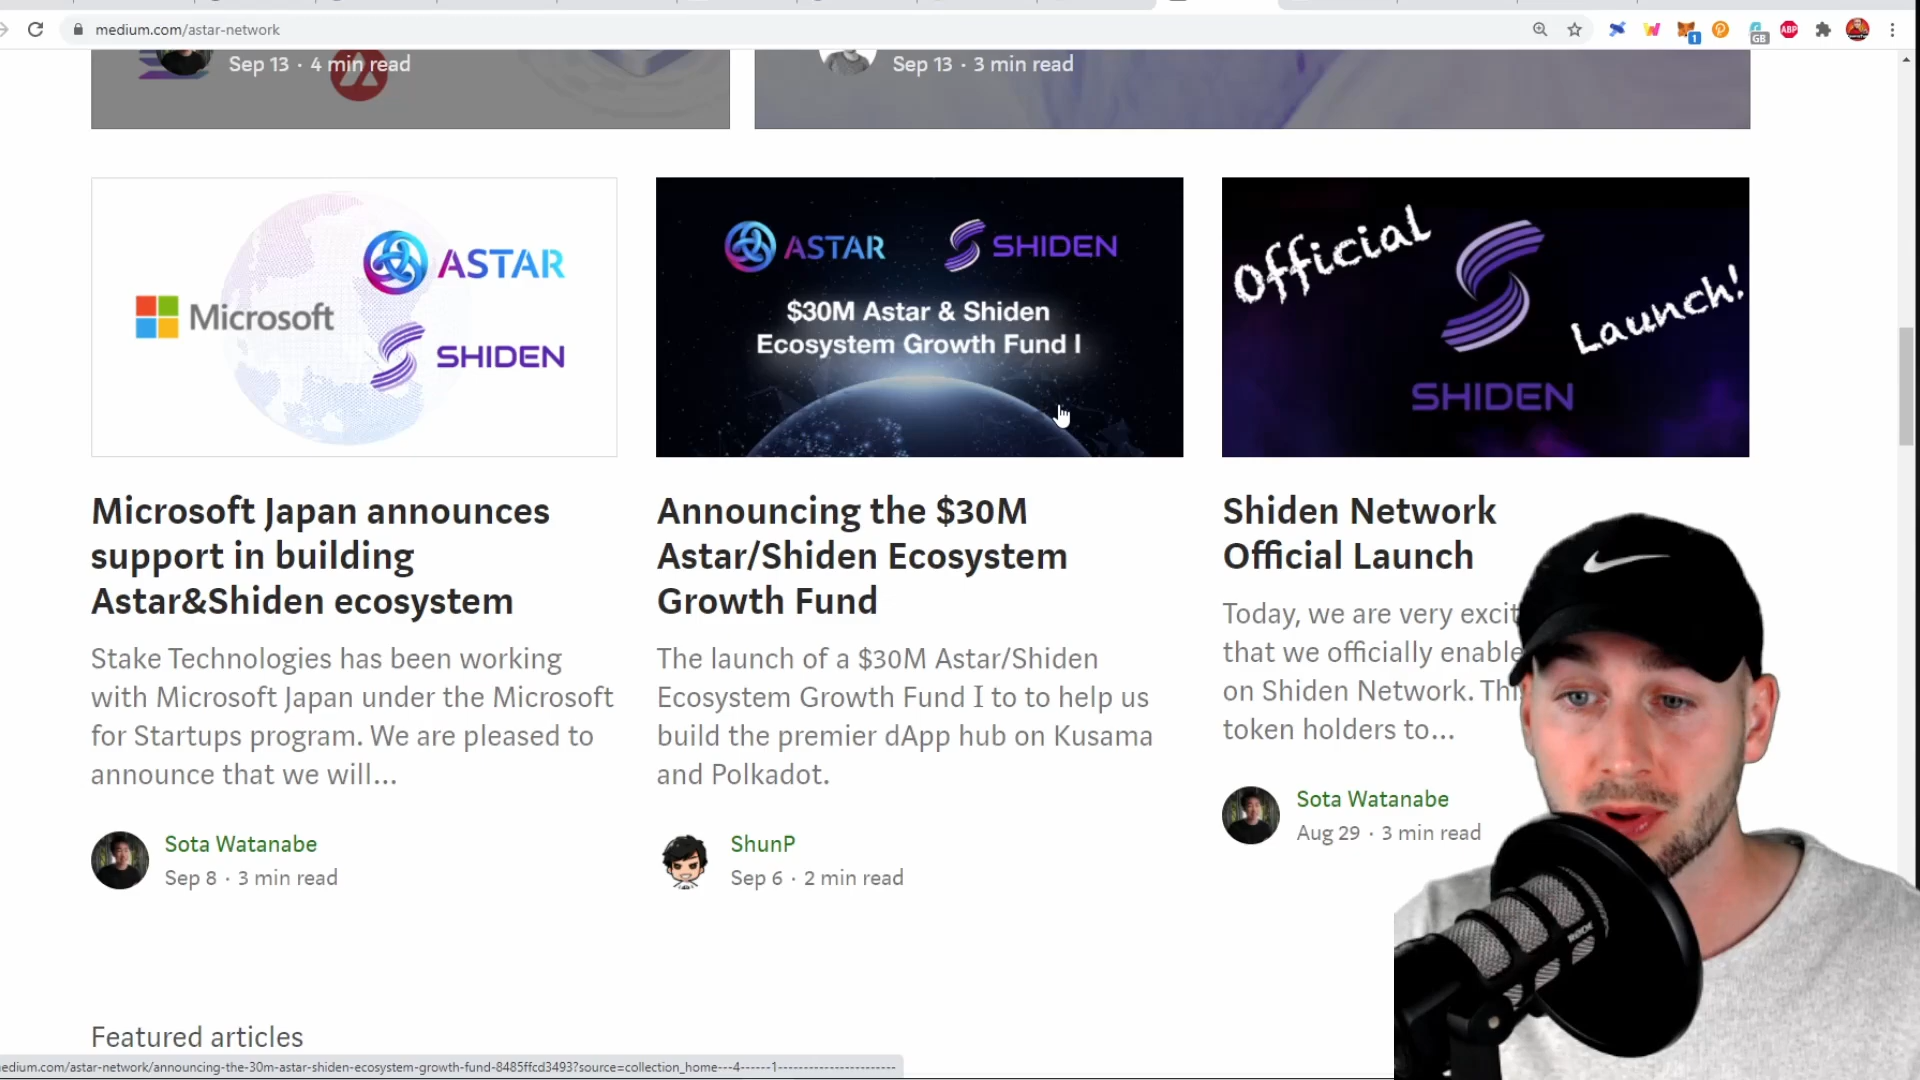 medium.com/astar-network
1
GB
ABP
Sep 13 · 4 min read
Sep 13 · 3 min read
Microsoft
ASTAR
SHIDEN
ASTAR
SHIDEN
$30M Astar & Shiden
Ecosystem Growth Fund I
Official
Launch!
SHIDEN
Microsoft Japan announces
support in building
Astar&Shiden ecosystem
Stake Technologies has been working
with Microsoft Japan under the Microsoft
for Startups program. We are pleased to
announce that we will...
Sota Watanabe
Sep 8 · 3 min read
Announcing the $30M
Astar/Shiden Ecosystem
Growth Fund
The launch of a $30M Astar/Shiden
Ecosystem Growth Fund I to to help us
build the premier dApp hub on Kusama
and Polkadot.
ShunP
Sep 6 · 2 min read
Shiden Network
Official Launch
Today, we are very excit
that we officially enable
on Shiden Network. Thi
token holders to...
Sota Watanabe
Aug 29 · 3 min read
RØDE
Featured articles
edium.com/astar-network/announcing-the-30m-astar-shiden-ecosystem-growth-fund-8485ffcd3493?source=collection_home---4------1-----------------------